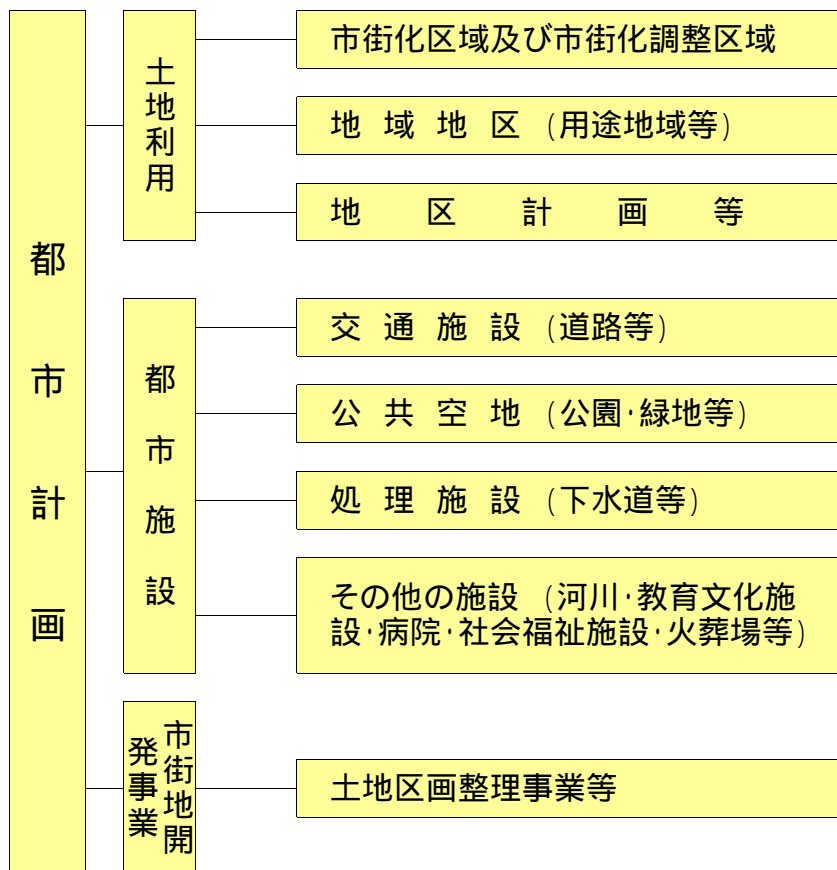 都市計画
土地利用
市街化区域及び市街化調整区域
地域地区（用途地域等）
地区計画等
都市施設
交通施設（道路等）
公共空地（公園・緑地等）
処理施設（下水道等）
その他の施設（河川・教育文化施
設・病院・社会福祉施設・火葬場等）
市街地開
発事業
土地区画整理事業等